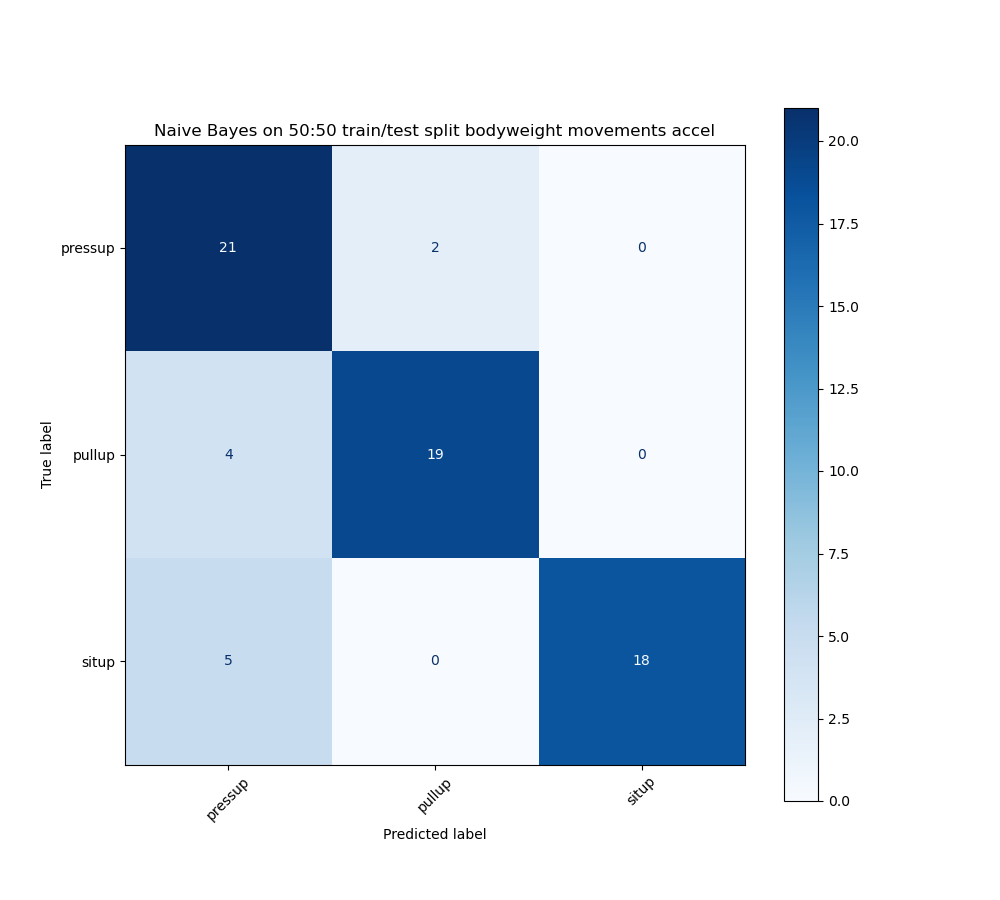 Naive Bayes on 50:50 train/test split bodyweight movements accel
pressup
21
2
0
pullup
4
19
0
situp
5
0
18
True label
pressup
pullup
situp
Predicted label
20.0
17.5
15.0
12.5
10.0
7.5
5.0
2.5
0.0